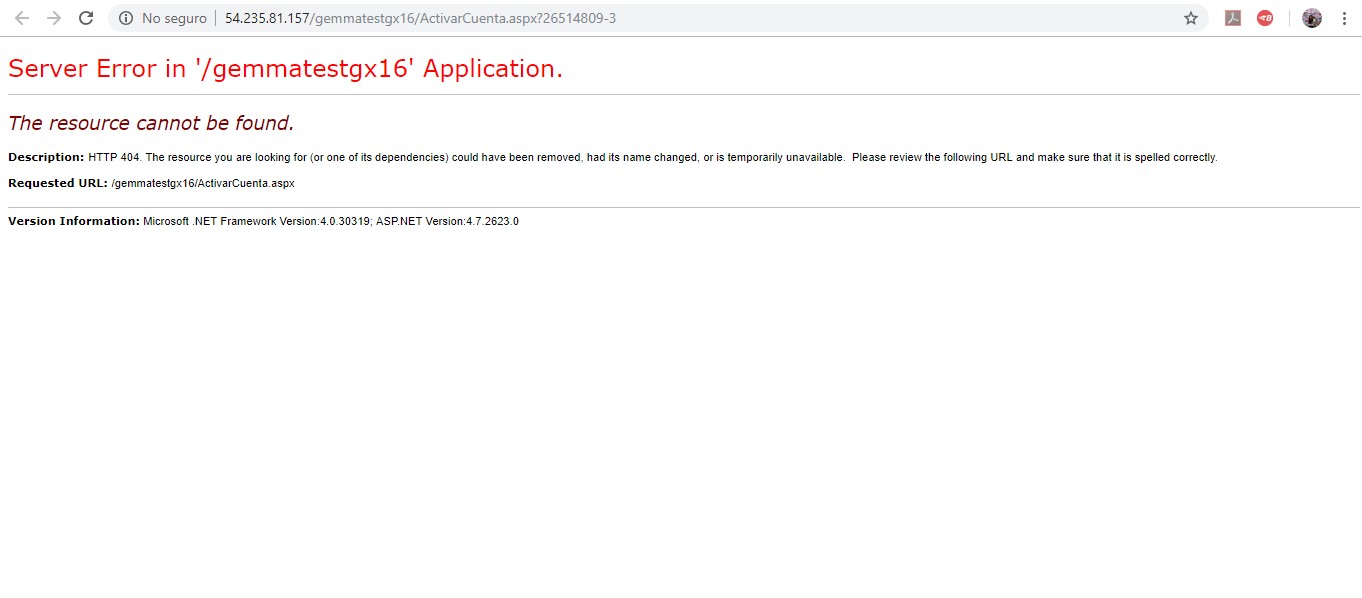 No seguro 54.235.81.157/gemmatestgx16/ActivarCuenta.aspx?26514809-3
Server Error in '/gemmatestgx16' Application.
The resource cannot be found.
Description: HTTP 404. The resource you are looking for (or one of its dependencies) could have been removed, had its name changed, or is temporarily unavailable.  Please review the following URL and make sure that it is spelled correctly.
Requested URL: /gemmatestgx16/ActivarCuenta.aspx
Version Information: Microsoft .NET Framework Version:4.0.30319; ASP.NET Version:4.7.2623.0